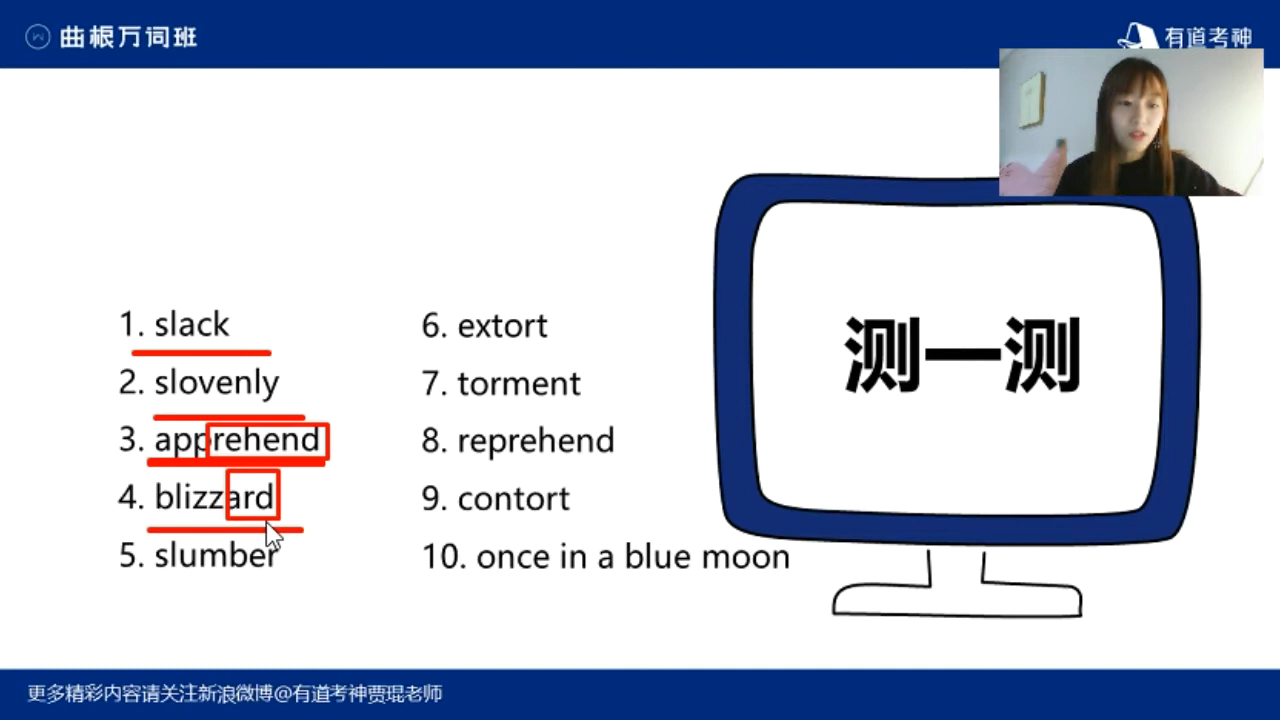 曲根万词班
有道考神
1. slack
2. slovenly
3. apprehend
4. blizzard
5. slumber
6. extort
7. torment
8. reprehend
9. contort
10. once in a blue moon
测一测
更多精彩内容请关注新浪微博@有道考神贾琨老师